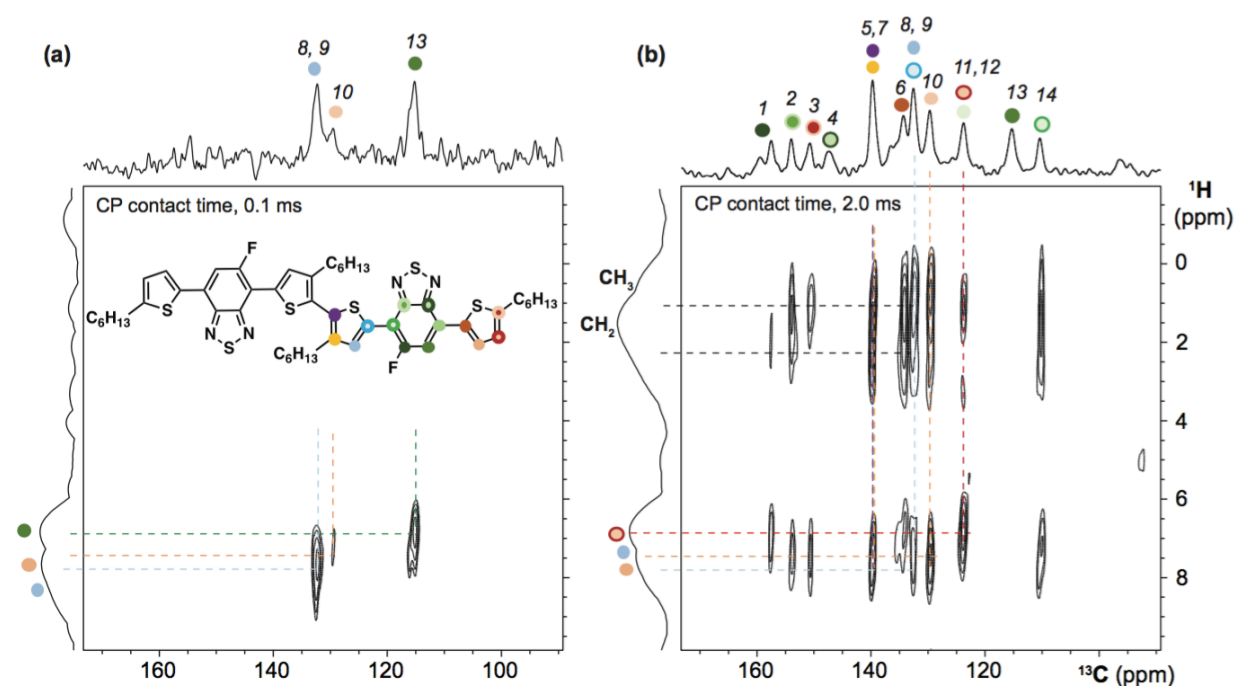 (a)
8, 9
10
13
CP contact time, 0.1 ms
F
C₆H₁₃
S
N
N
S
C₆H₁₃
S
S
S
C₆H₁₃
N
N
S
C₆H₁₃
F
160
140
120
100
(b)
1
2
3
4
5,7
6
8, 9
10
11,12
13
14
CP contact time, 2.0 ms
¹H
(ppm)
CH₃
CH₂
0
2
4
6
8
160
140
120
¹³C (ppm)